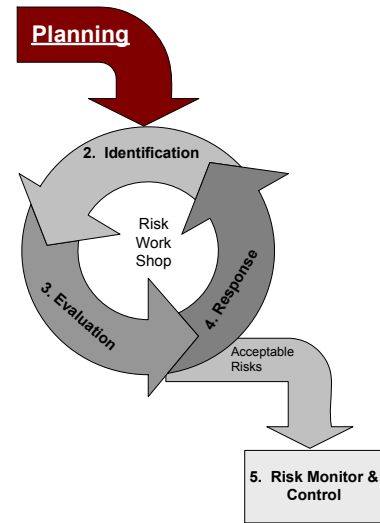 Planning
2. Identification
Risk
Work
Shop
3. Evaluation
4. Response
Acceptable
Risks
5. Risk Monitor &
Control